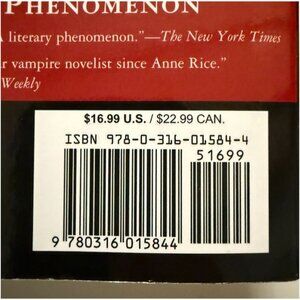 PHENOMENON
literary phenomenon."—The New York Times
vampire novelist since Anne Rice."
Weekly
$16.99 U.S. / $22.99 CAN.
ISBN 978-0-316-01584-4
51699
9 780316 015844